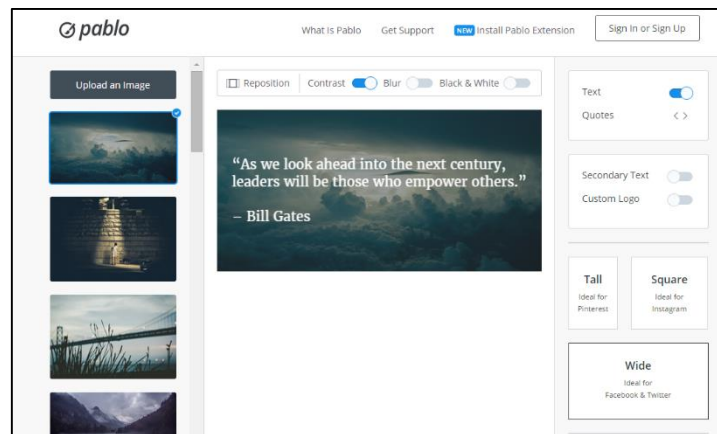 pablo
What Is Pablo Get Support NEW Install Pablo Extension Sign In or Sign Up
Upload an Image
Reposition Contrast Blur Black & White
“As we look ahead into the next century,
leaders will be those who empower others.”
– Bill Gates
Text
Quotes < >
Secondary Text
Custom Logo
Tall
Ideal for
Pinterest
Square
Ideal for
Instagram
Wide
Ideal for
Facebook & Twitter